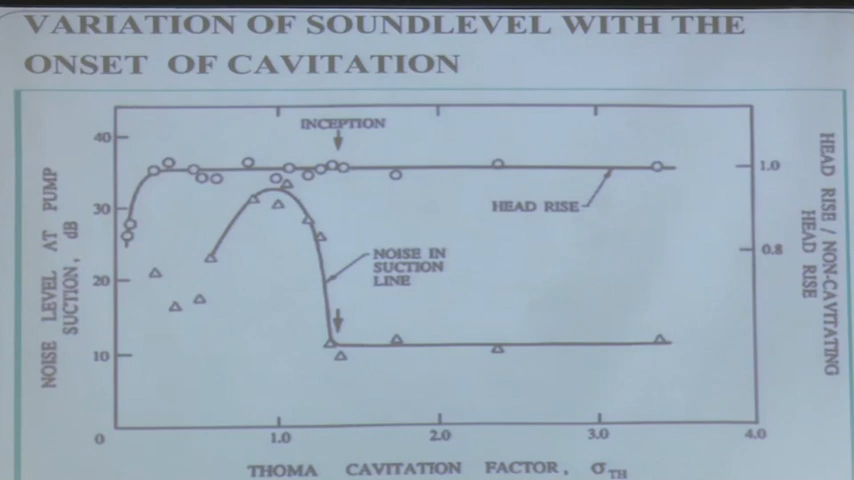 VARIATION OF SOUNDLEVEL WITH THE
ONSET OF CAVITATION
INCEPTION
40
30
20
10
0
1.0
2.0
3.0
4.0
1.0
0.8
HEAD RISE
NOISE IN
SUCTION
LINE
NOISE LEVEL AT PUMP
SUCTION, dB
HEAD RISE / NON-CAVITATING
HEAD RISE
THOMA CAVITATION FACTOR, σTH